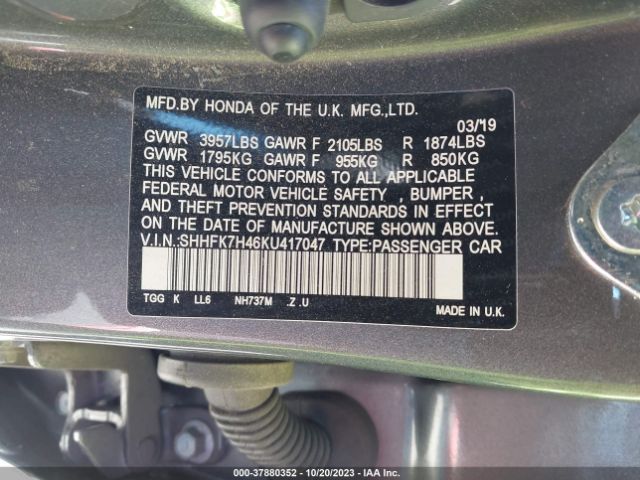 MFD.BY HONDA OF THE U.K. MFG.,LTD.
03/'19
GVWR 3957LBS GAWR F 2105LBS R 1874LBS
GVWR 1795KG GAWR F 955KG R 850KG
THIS VEHICLE CONFORMS TO ALL APPLICABLE
FEDERAL MOTOR VEHICLE SAFETY , BUMPER ,
AND THEFT PREVENTION STANDARDS IN EFFECT
ON THE DATE OF MANUFACTURE SHOWN ABOVE.
V.I.N.:SHHFK7H46KU417047 TYPE:PASSENGER CAR
TGG K LL6 NH737M .Z .U
MADE IN U.K.
000-37880352 | 10/20/2023 | IAA Inc.